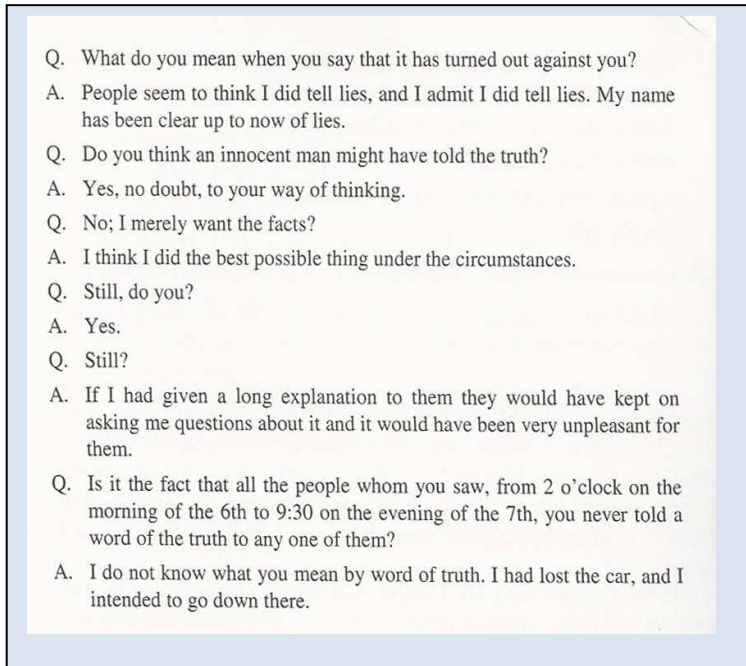 Q. What do you mean when you say that it has turned out against you?
A. People seem to think I did tell lies, and I admit I did tell lies. My name
has been clear up to now of lies.
Q. Do you think an innocent man might have told the truth?
A. Yes, no doubt, to your way of thinking.
Q. No; I merely want the facts?
A. I think I did the best possible thing under the circumstances.
Q. Still, do you?
A. Yes.
Q. Still?
A. If I had given a long explanation to them they would have kept on
asking me questions about it and it would have been very unpleasant for
them.
Q. Is it the fact that all the people whom you saw, from 2 o'clock on the
morning of the 6th to 9:30 on the evening of the 7th, you never told a
word of the truth to any one of them?
A. I do not know what you mean by word of truth. I had lost the car, and I
intended to go down there.